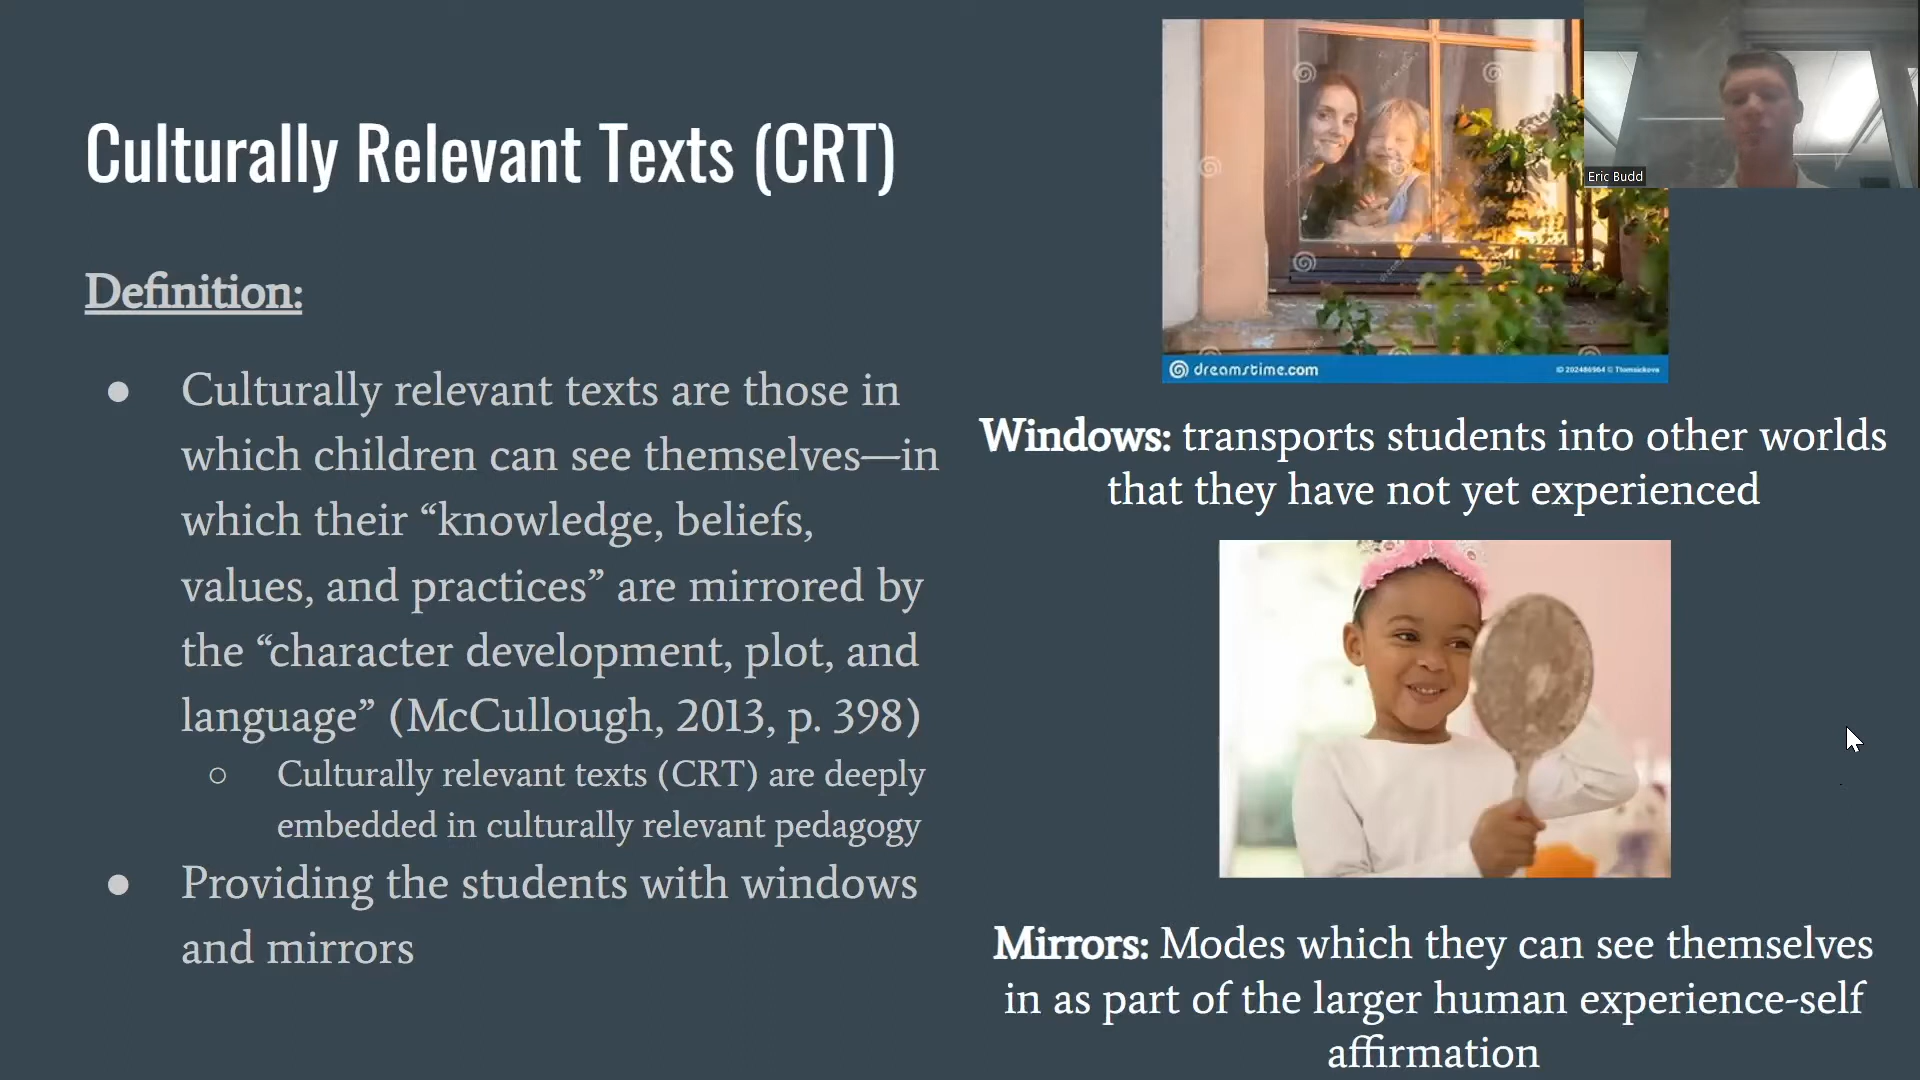 Culturally Relevant Texts (CRT)
Definition:
● Culturally relevant texts are those in
which children can see themselves—in
which their “knowledge, beliefs,
values, and practices” are mirrored by
the “character development, plot, and
language” (McCullough, 2013, p. 398)
○ Culturally relevant texts (CRT) are deeply
embedded in culturally relevant pedagogy
● Providing the students with windows
and mirrors
Eric Budd
dreamstime.com
Windows: transports students into other worlds
that they have not yet experienced
Mirrors: Modes which they can see themselves
in as part of the larger human experience-self
affirmation